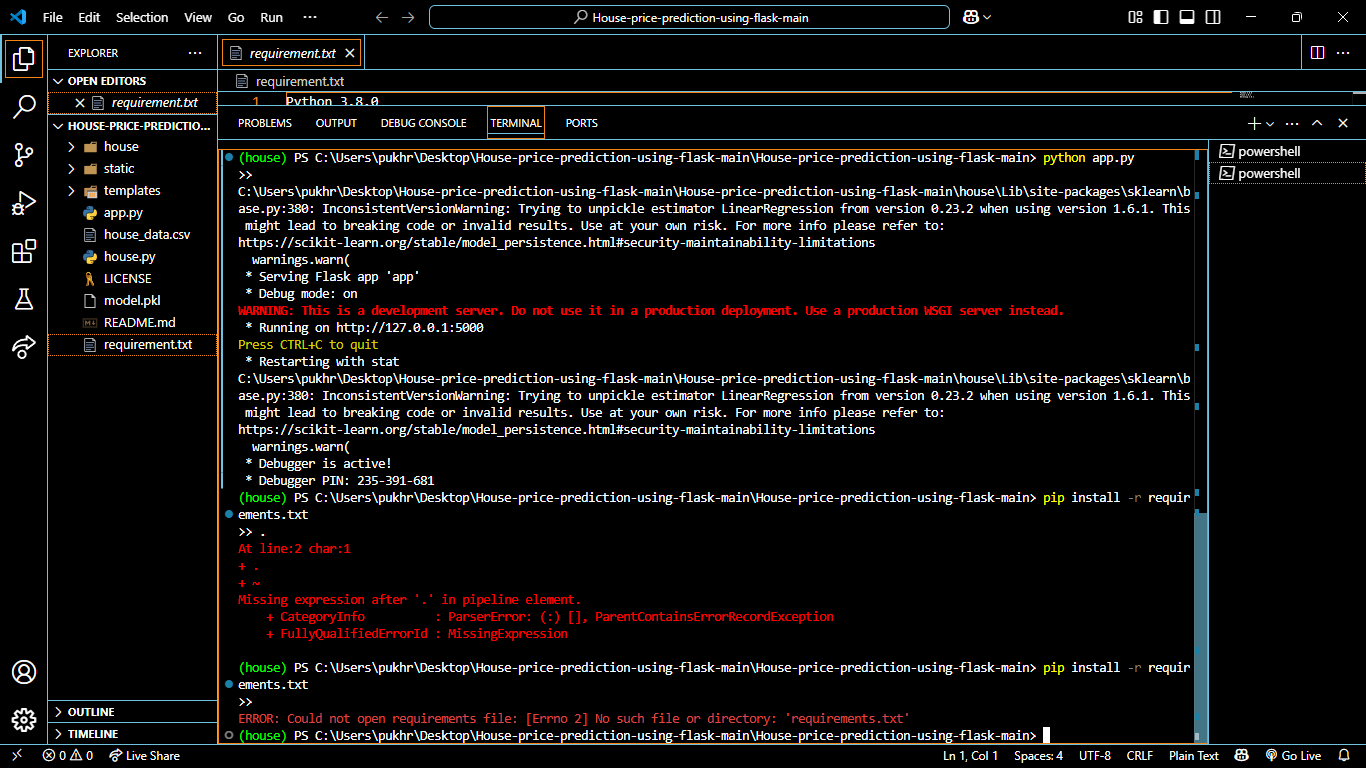 File Edit Selection View Go Run ··· House-price-prediction-using-flask-main
EXPLORER ···
OPEN EDITORS
requirement.txt
HOUSE-PRICE-PREDICTIO...
house
static
templates
app.py
house_data.csv
house.py
LICENSE
model.pkl
README.md
requirement.txt
OUTLINE
TIMELINE
requirement.txt
requirement.txt
1 Python 3.8.0
PROBLEMS OUTPUT DEBUG CONSOLE TERMINAL PORTS
(house) PS C:\Users\pukhr\Desktop\House-price-prediction-using-flask-main\House-price-prediction-using-flask-main> python app.py
>>
C:\Users\pukhr\Desktop\House-price-prediction-using-flask-main\House-price-prediction-using-flask-main\house\Lib\site-packages\sklearn\b
ase.py:380: InconsistentVersionWarning: Trying to unpickle estimator LinearRegression from version 0.23.2 when using version 1.6.1. This
might lead to breaking code or invalid results. Use at your own risk. For more info please refer to:
https://scikit-learn.org/stable/model_persistence.html#security-maintainability-limitations
warnings.warn(
* Serving Flask app 'app'
* Debug mode: on
WARNING: This is a development server. Do not use it in a production deployment. Use a production WSGI server instead.
* Running on http://127.0.0.1:5000
Press CTRL+C to quit
* Restarting with stat
C:\Users\pukhr\Desktop\House-price-prediction-using-flask-main\House-price-prediction-using-flask-main\house\Lib\site-packages\sklearn\b
ase.py:380: InconsistentVersionWarning: Trying to unpickle estimator LinearRegression from version 0.23.2 when using version 1.6.1. This
might lead to breaking code or invalid results. Use at your own risk. For more info please refer to:
https://scikit-learn.org/stable/model_persistence.html#security-maintainability-limitations
warnings.warn(
* Debugger is active!
* Debugger PIN: 235-391-681
(house) PS C:\Users\pukhr\Desktop\House-price-prediction-using-flask-main\House-price-prediction-using-flask-main> pip install -r requir
ements.txt
>> .
At line:2 char:1
+ .
+ ~
Missing expression after '.' in pipeline element.
+ CategoryInfo : ParserError: (:) [], ParentContainsErrorRecordException
+ FullyQualifiedErrorId : MissingExpression
(house) PS C:\Users\pukhr\Desktop\House-price-prediction-using-flask-main\House-price-prediction-using-flask-main> pip install -r requir
ements.txt
>>
ERROR: Could not open requirements file: [Errno 2] No such file or directory: 'requirements.txt'
(house) PS C:\Users\pukhr\Desktop\House-price-prediction-using-flask-main\House-price-prediction-using-flask-main>
powershell
powershell
0 0 Live Share Ln 1, Col 1 Spaces: 4 UTF-8 CRLF Plain Text Go Live